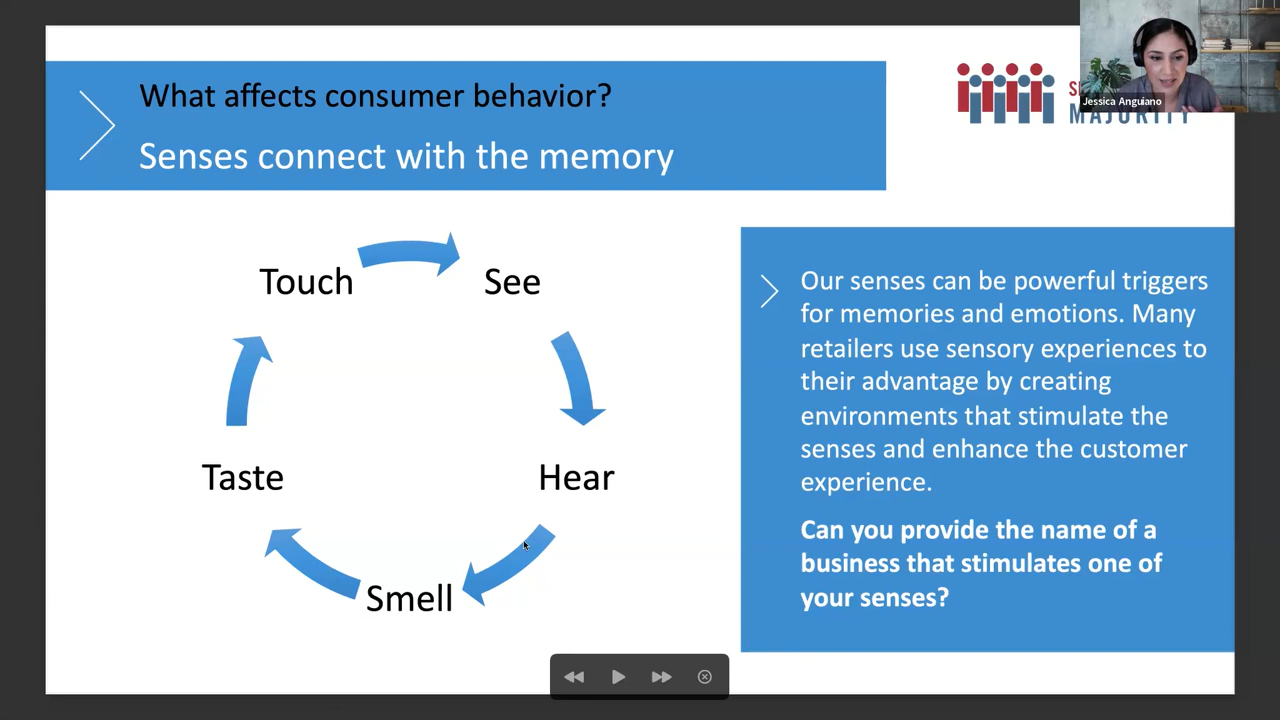 What affects consumer behavior?
Senses connect with the memory
Jessica Anguiano
MAJORITY
Touch
See
Hear
Smell
Taste
Our senses can be powerful triggers
for memories and emotions. Many
retailers use sensory experiences to
their advantage by creating
environments that stimulate the
senses and enhance the customer
experience.
Can you provide the name of a
business that stimulates one of
your senses?